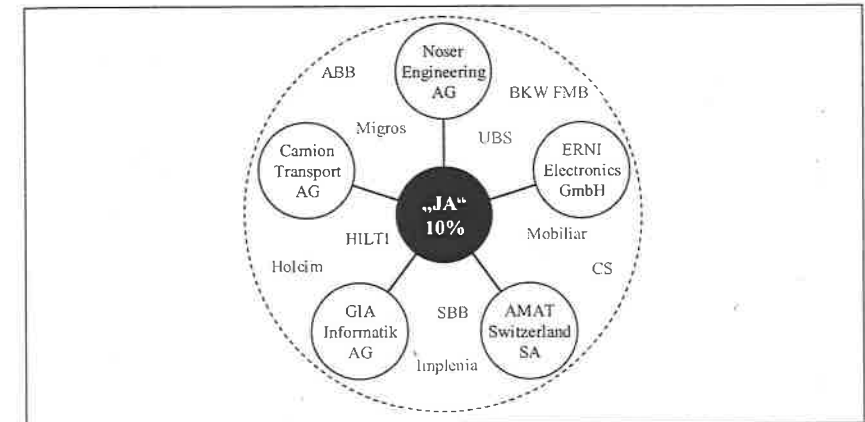 Noser
Engineering
AG
ABB
BKW FMB
Migros
UBS
Camion
Transport
AG
ERNI
Electronics
GmbH
„JA“
10%
HILTI
Mobiliar
Holcim
CS
GIA
Informatik
AG
SBB
AMAT
Switzerland
SA
Implenia